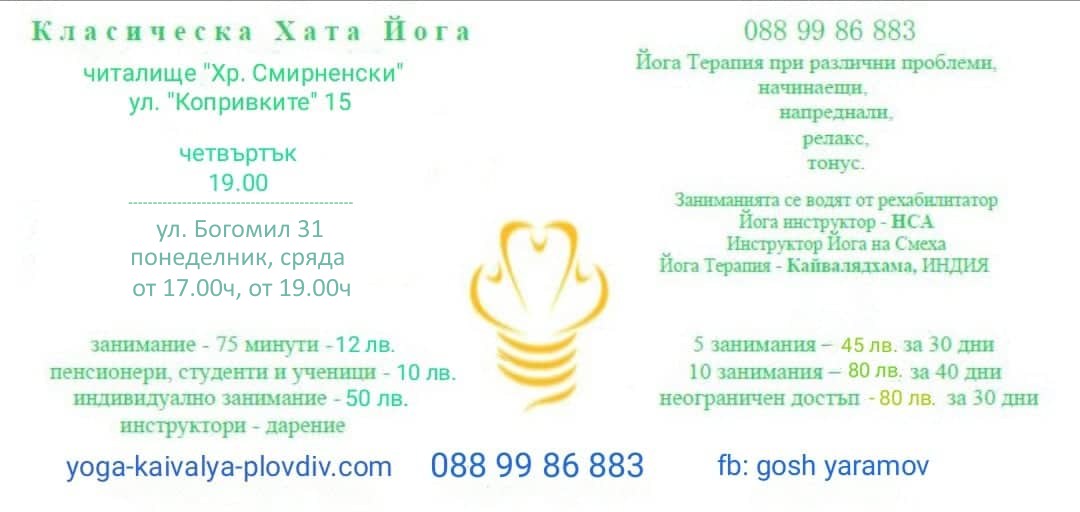 Класическа Хата Йога
читалище "Хр. Смирненски"
ул. "Копривките" 15
четвъртък
19.00
ул. Богомил 31
понеделник, сряда
от 17.00ч, от 19.00ч
занимание - 75 минути -12 лв.
пенсионери, студенти и ученици - 10 лв.
индивидуално занимание - 50 лв.
инструктори - дарение
088 99 86 883
Йога Терапия при различни проблеми,
начинаещи,
напреднали,
релакс,
тонус.
Заниманията се водят от рехабилитатор
Йога инструктор - НСА
Инструктор Йога на Смеха
Йога Терапия - Кайвалядхама, ИНДИЯ
5 занимания – 45 лв. за 30 дни
10 занимания – 80 лв. за 40 дни
неограничен достъп - 80 лв. за 30 дни
yoga-kaivalya-plovdiv.com 088 99 86 883 fb: gosh yaramov